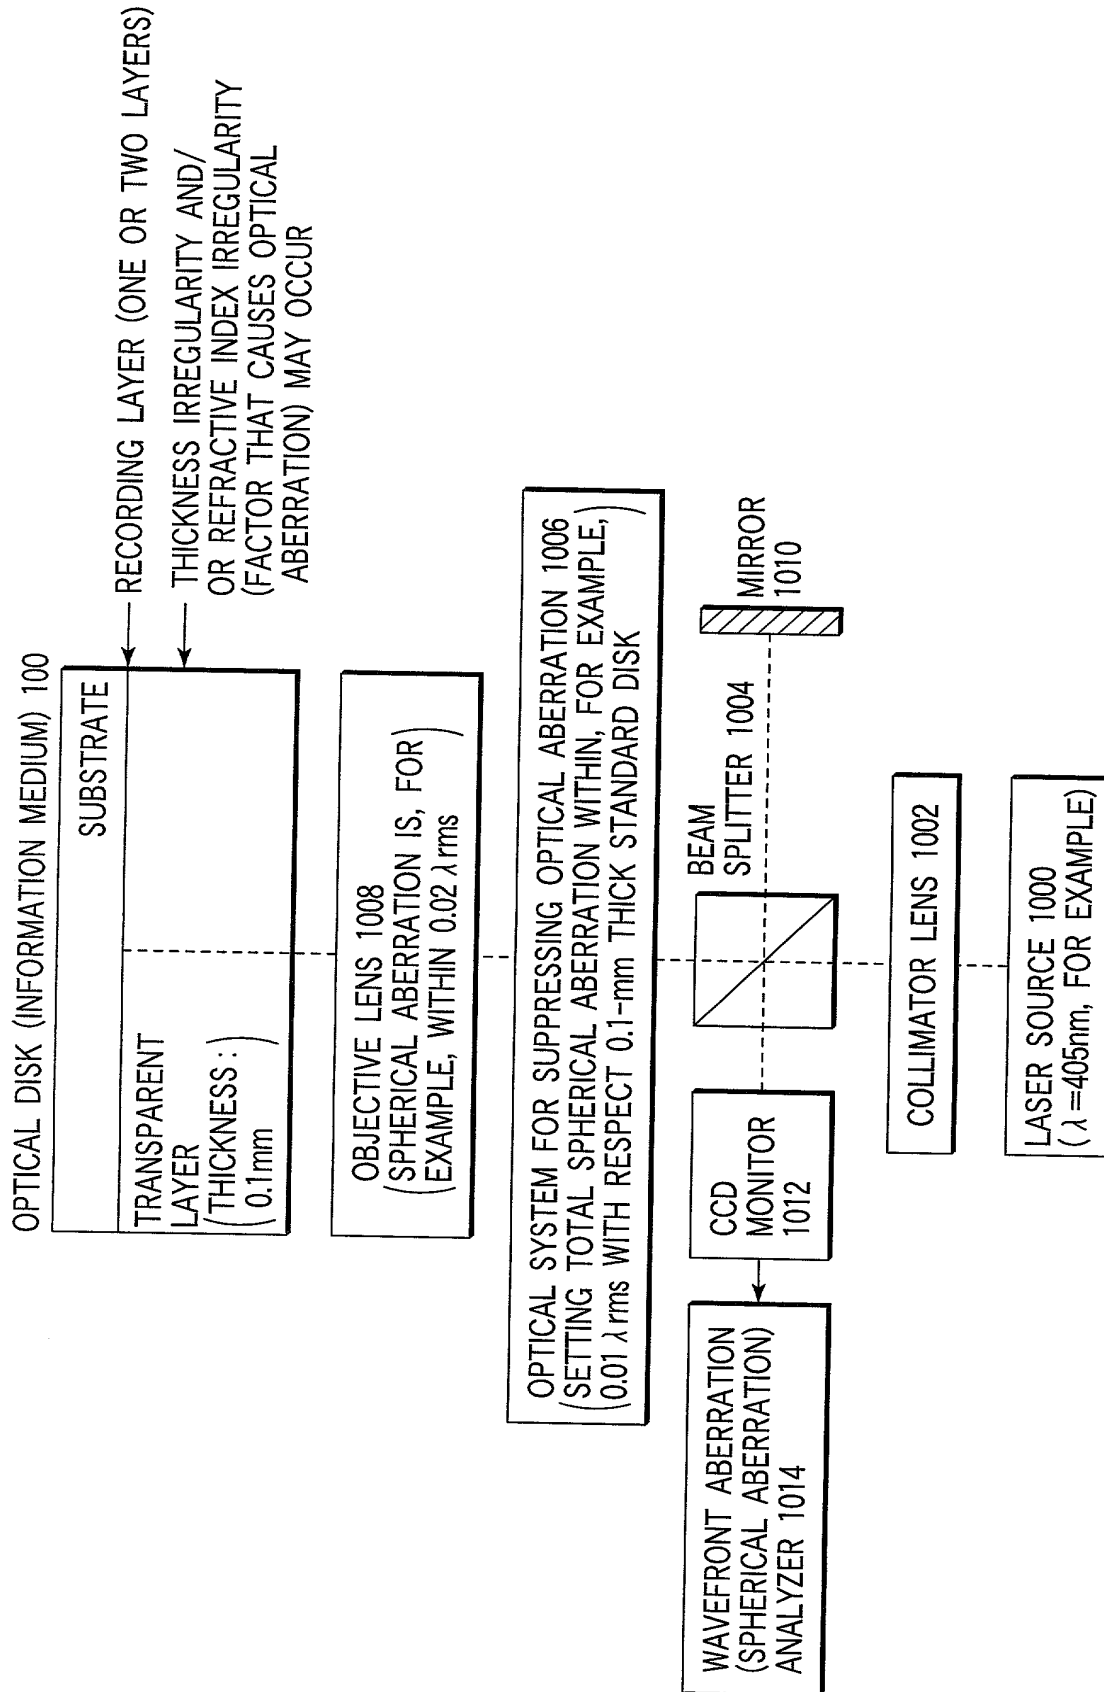 OPTICAL DISK (INFORMATION MEDIUM) 100
SUBSTRATE
TRANSPARENT
LAYER
(THICKNESS:
0.1mm)
RECORDING LAYER (ONE OR TWO LAYERS)
THICKNESS IRREGULARITY AND/
OR REFRACTIVE INDEX IRREGULARITY
(FACTOR THAT CAUSES OPTICAL
ABERRATION) MAY OCCUR
OBJECTIVE LENS 1008
(SPHERICAL ABERRATION IS, FOR
EXAMPLE, WITHIN 0.02 λrms)
OPTICAL SYSTEM FOR SUPPRESSING OPTICAL ABERRATION 1006
(SETTING TOTAL SPHERICAL ABERRATION WITHIN, FOR EXAMPLE,
0.01 λrms WITH RESPECT 0.1-mm THICK STANDARD DISK)
BEAM
SPLITTER 1004
MIRROR
1010
CCD
MONITOR
1012
WAVEFRONT ABERRATION
(SPHERICAL ABERRATION)
ANALYZER 1014
COLLIMATOR LENS 1002
LASER SOURCE 1000
(λ=405nm, FOR EXAMPLE)